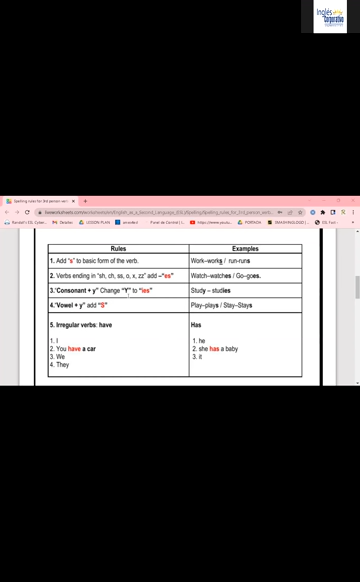 Inglés
Corporativo
Spelling rules for 3rd person
Rules Examples
1. Add “s” to basic form of the verb. Work–works / run-runs
2. Verbs ending in “sh, ch, ss, o, x, zz” add –“es” Watch–watches / Go–goes.
3.“Consonant + y” Change “Y” to “ies” Study – studies
4.“Vowel + y” add “S” Play–plays / Stay–Stays
5. Irregular verbs: have Has
1. I 1. he
2. You have a car 2. she has a baby
3. We 3. it
4. They